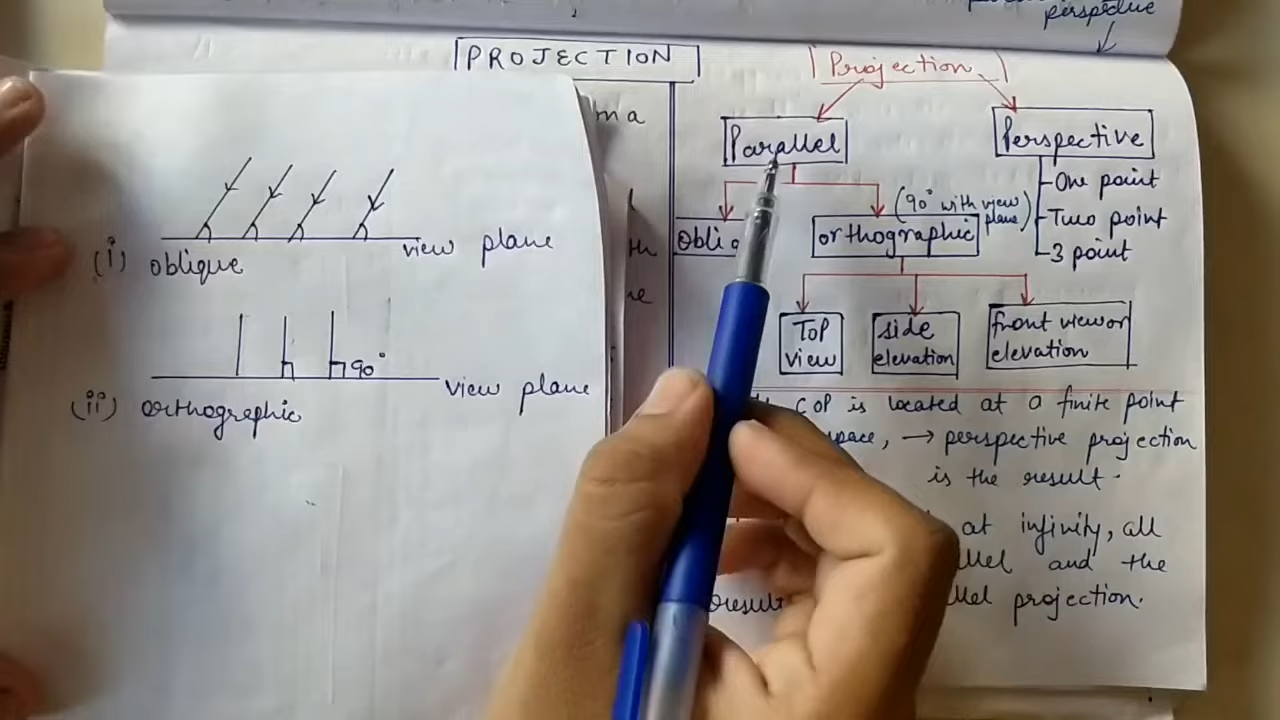 perspective
PROJECTION
(i) oblique
view plane
90°
view plane
(ii) orthographic
Projection
Parallel
Perspective
One point
Two point
3 point
orthographic
(90° with view
plane)
Top
view
side
elevation
front view or
elevation
COP is located at a finite point
space, → perspective projection
is the result.
at infinity, all
and the
result
projection.